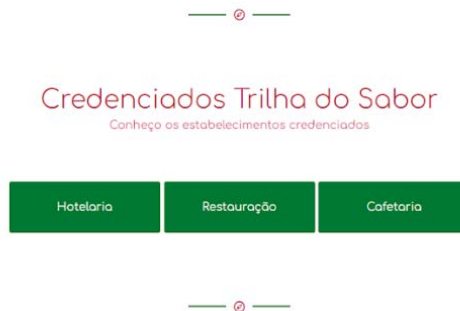 Credenciados Trilha do Sabor
Conheço os estabelecimentos credenciados
Hotelaria Restauração Cafetaria